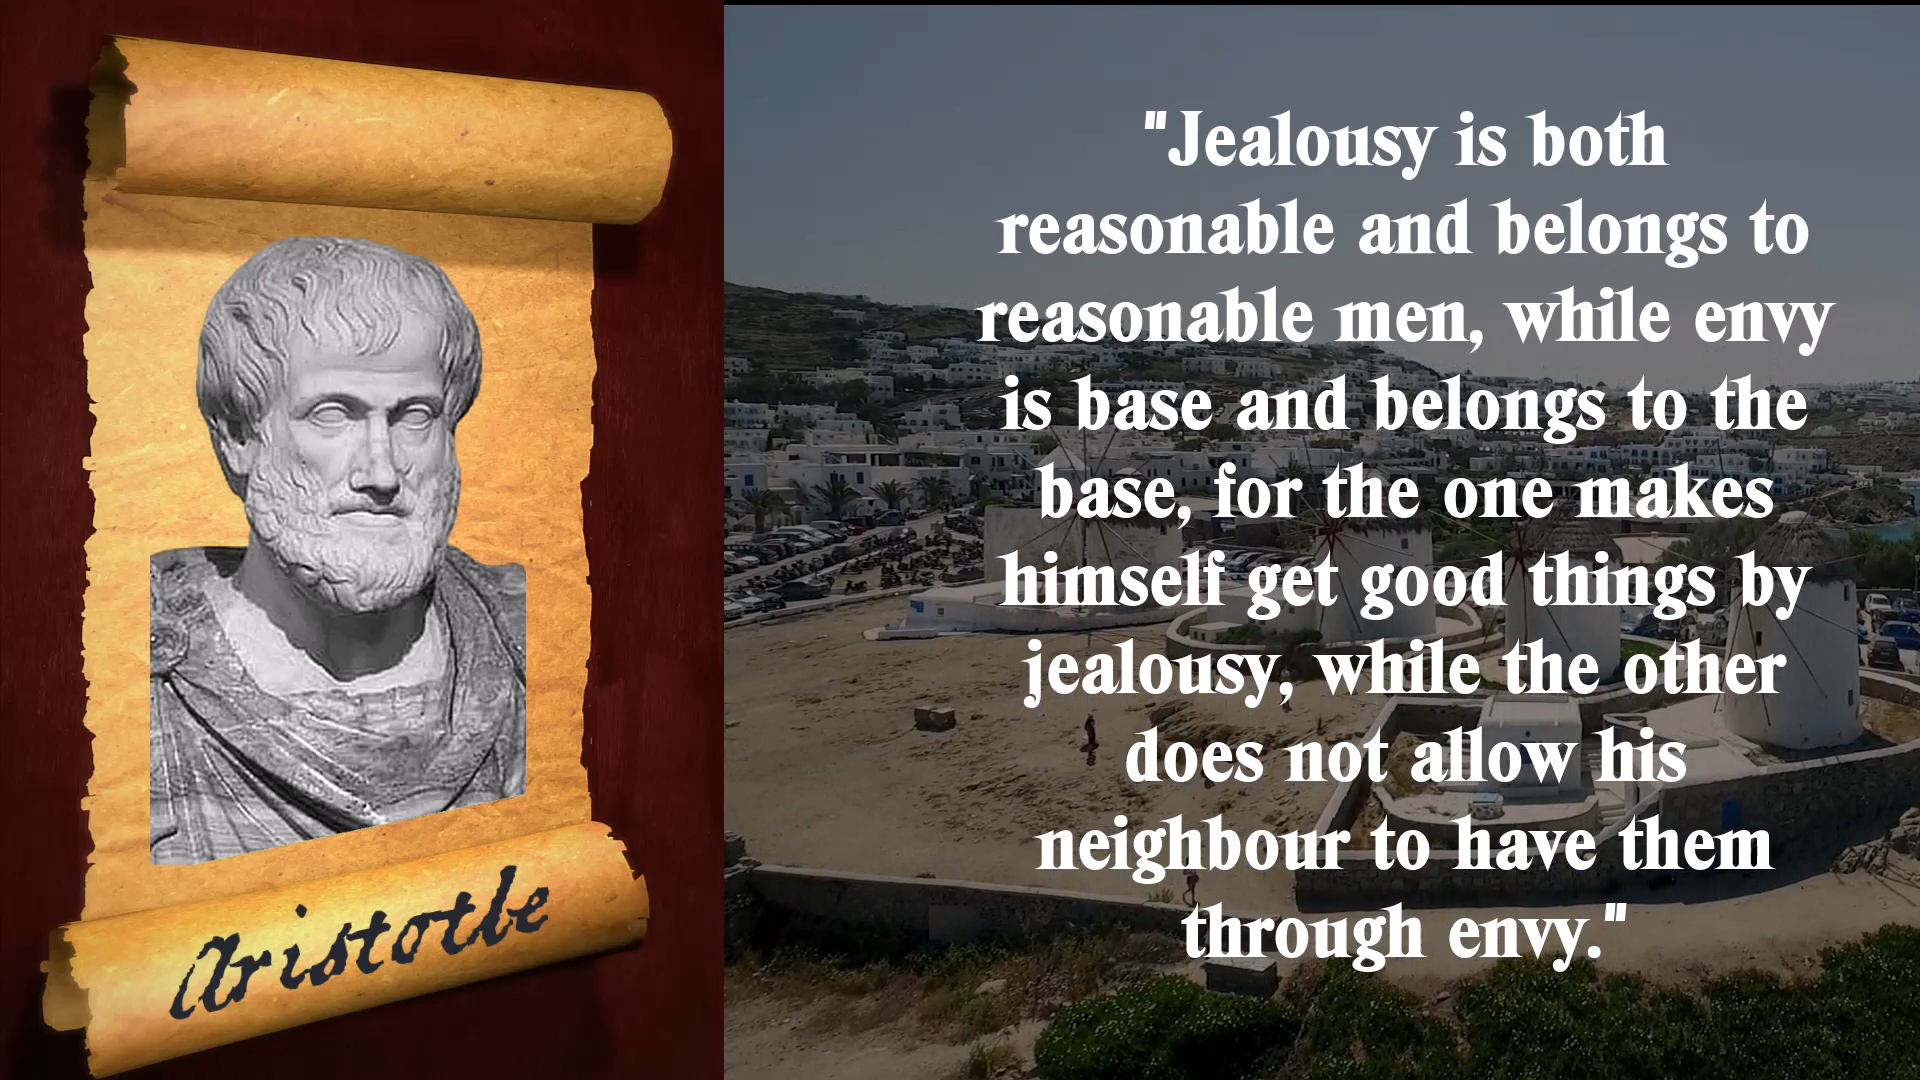 Aristotle
"Jealousy is both
reasonable and belongs to
reasonable men, while envy
is base and belongs to the
base, for the one makes
himself get good things by
jealousy, while the other
does not allow his
neighbour to have them
through envy."